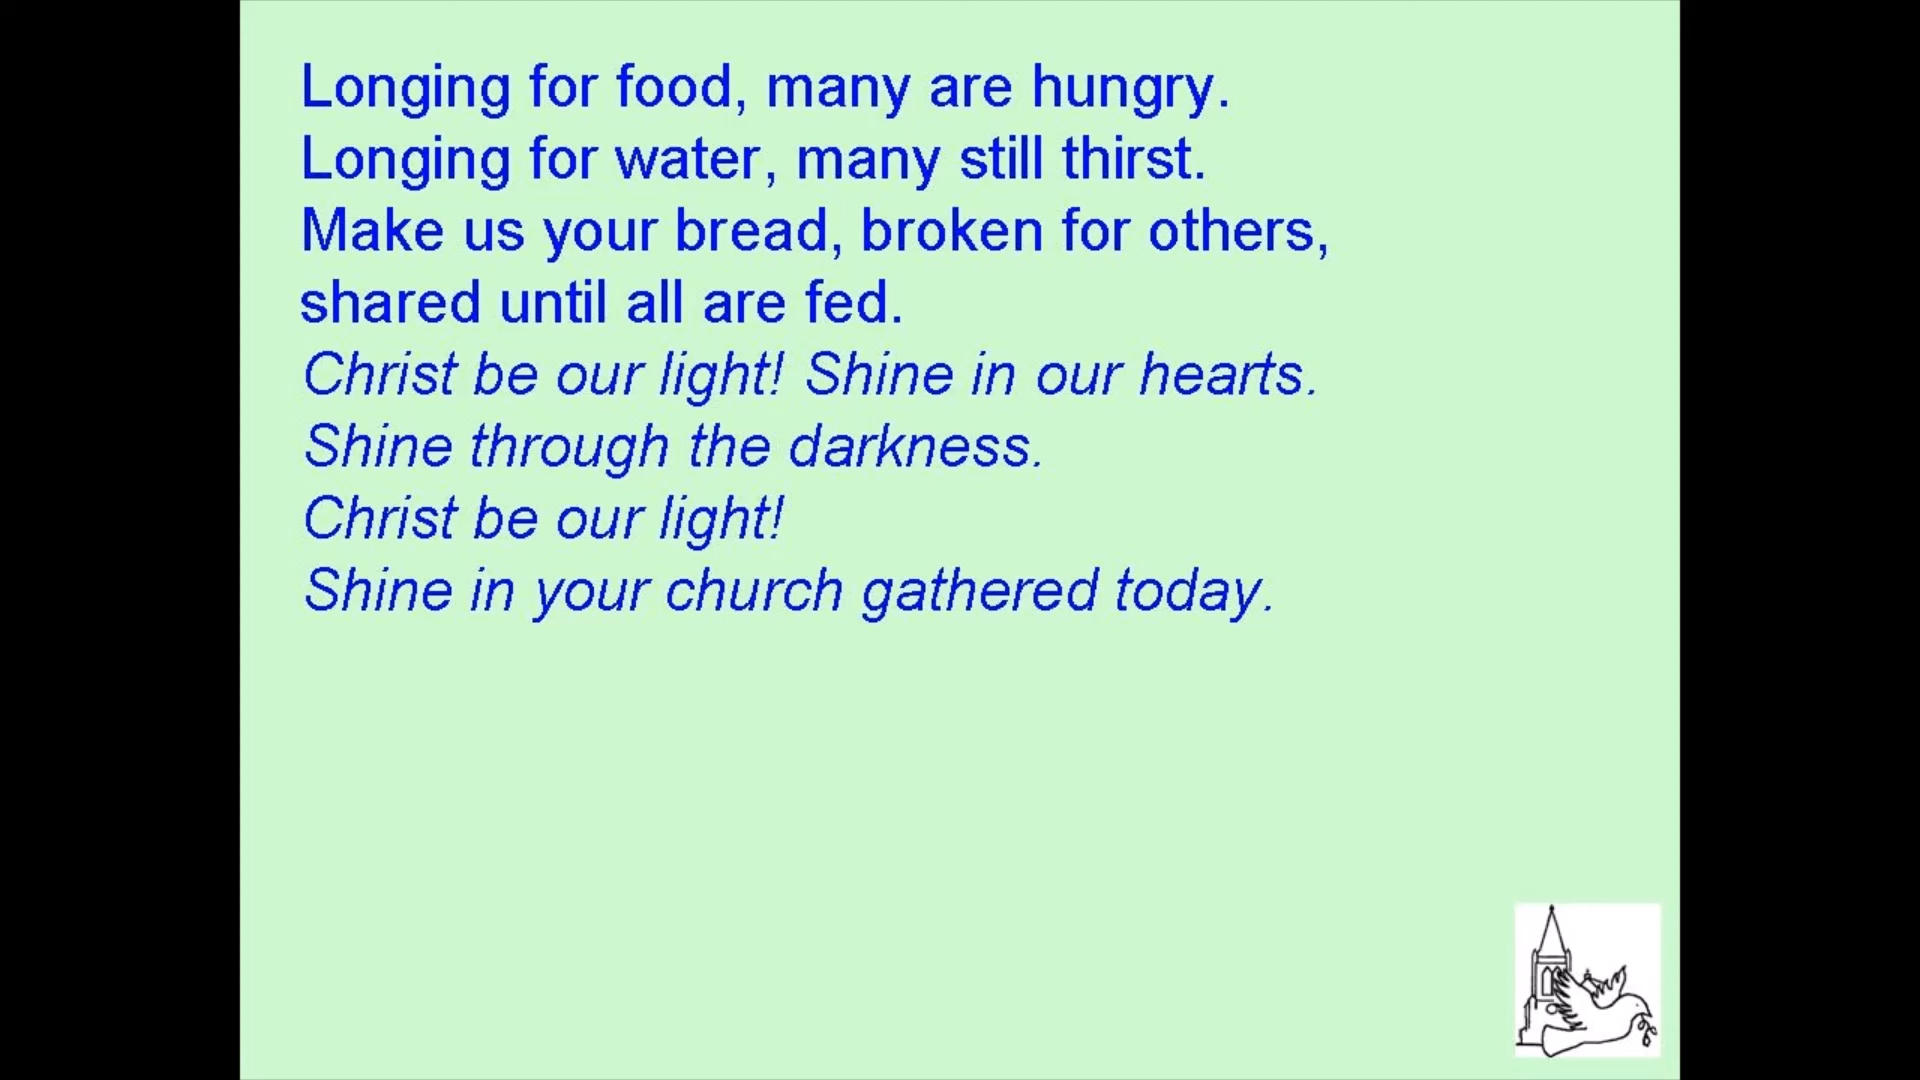 Longing for food, many are hungry.
Longing for water, many still thirst.
Make us your bread, broken for others,
shared until all are fed.
Christ be our light! Shine in our hearts.
Shine through the darkness.
Christ be our light!
Shine in your church gathered today.